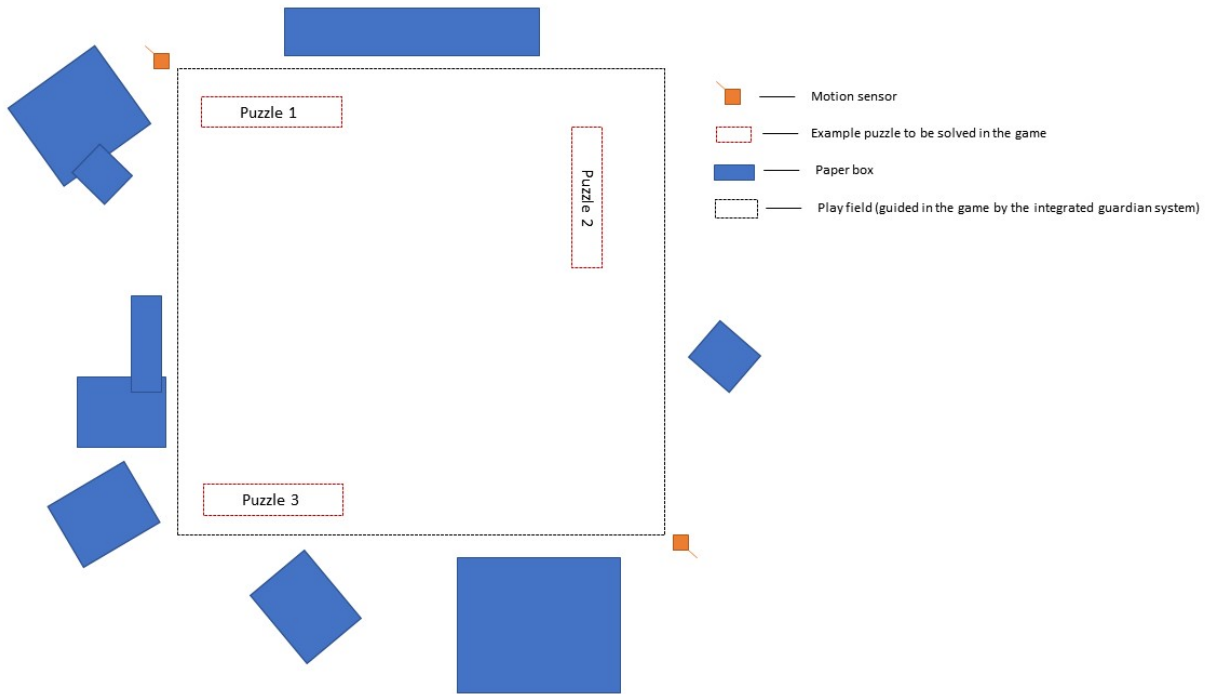 Puzzle 1
Puzzle 2
Puzzle 3
Motion sensor
Example puzzle to be solved in the game
Paper box
Play field (guided in the game by the integrated guardian system)